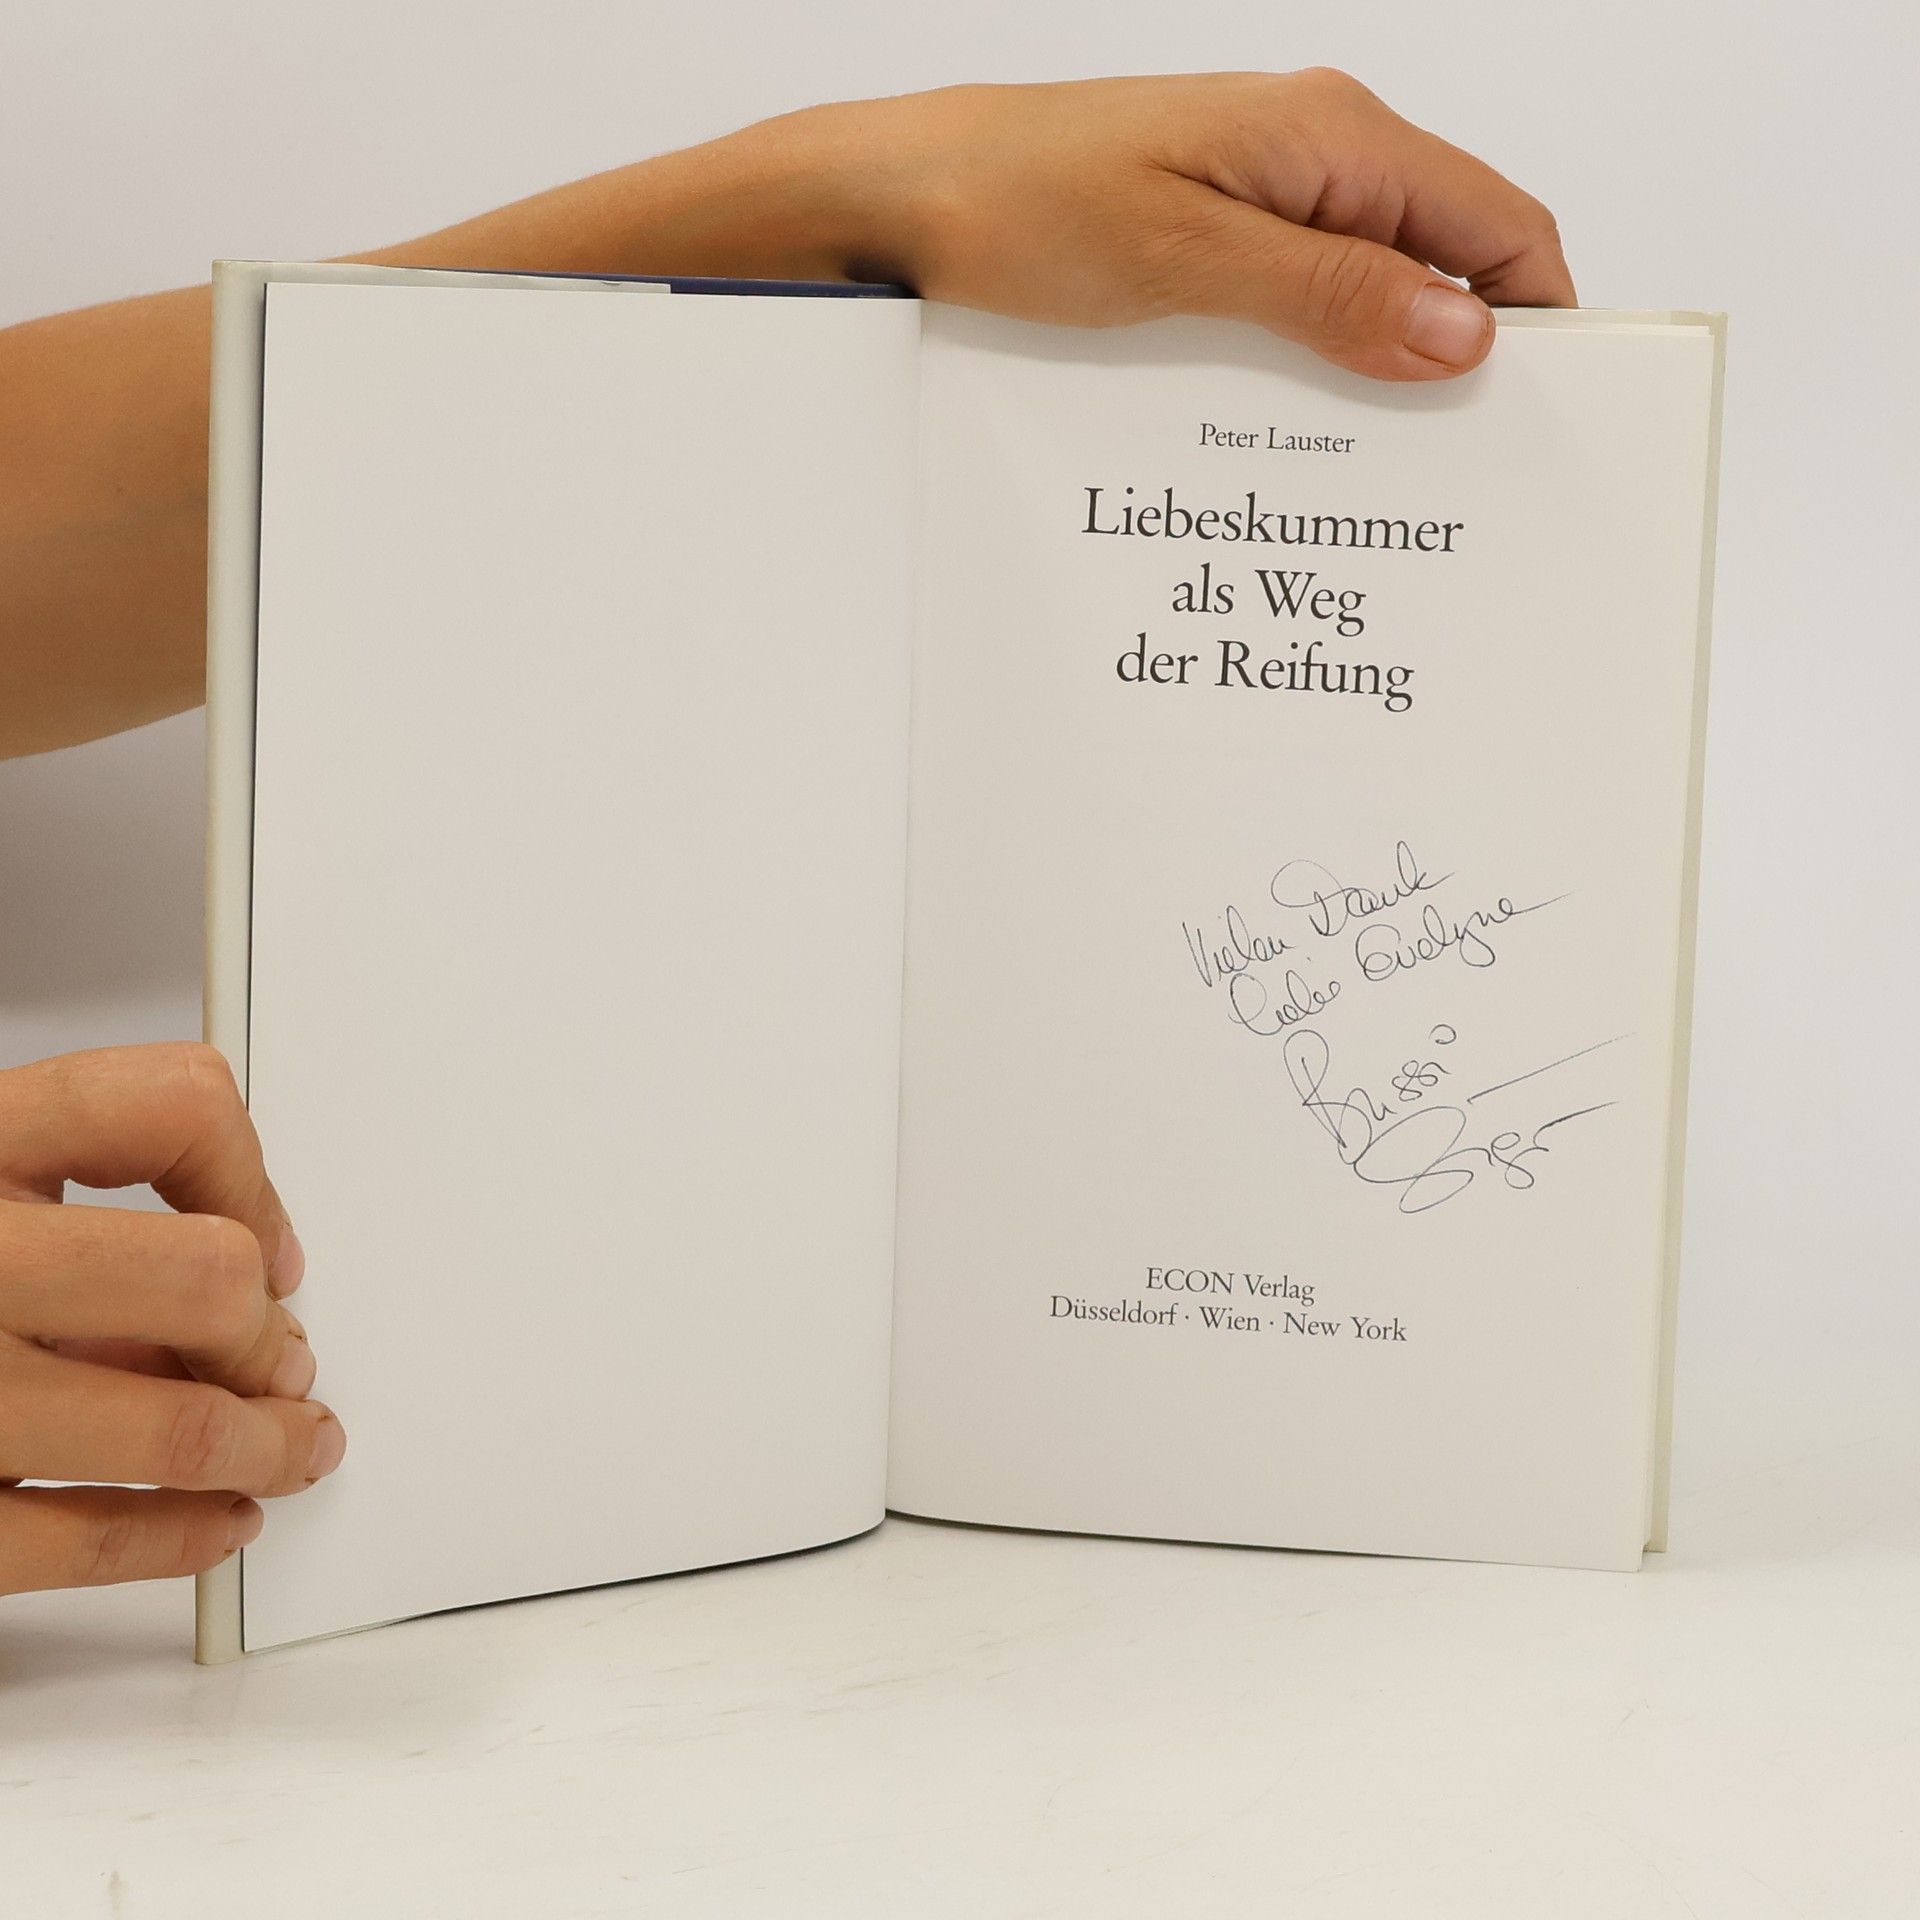 Peter Lauster
Liebeskummer
als Weg
der Reifung
Vielen Dank
liebe Evelyne
Bussi
ECON Verlag
Düsseldorf · Wien · New York